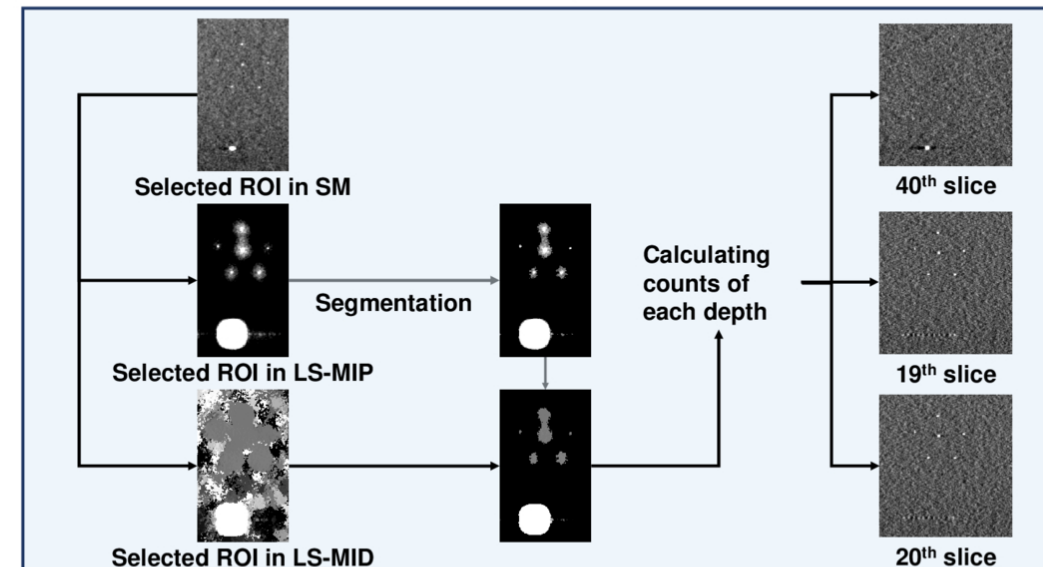 Selected ROI in SM
Selected ROI in LS-MIP
Selected ROI in LS-MID
Segmentation
Calculating
counts of
each depth
40th slice
19th slice
20th slice